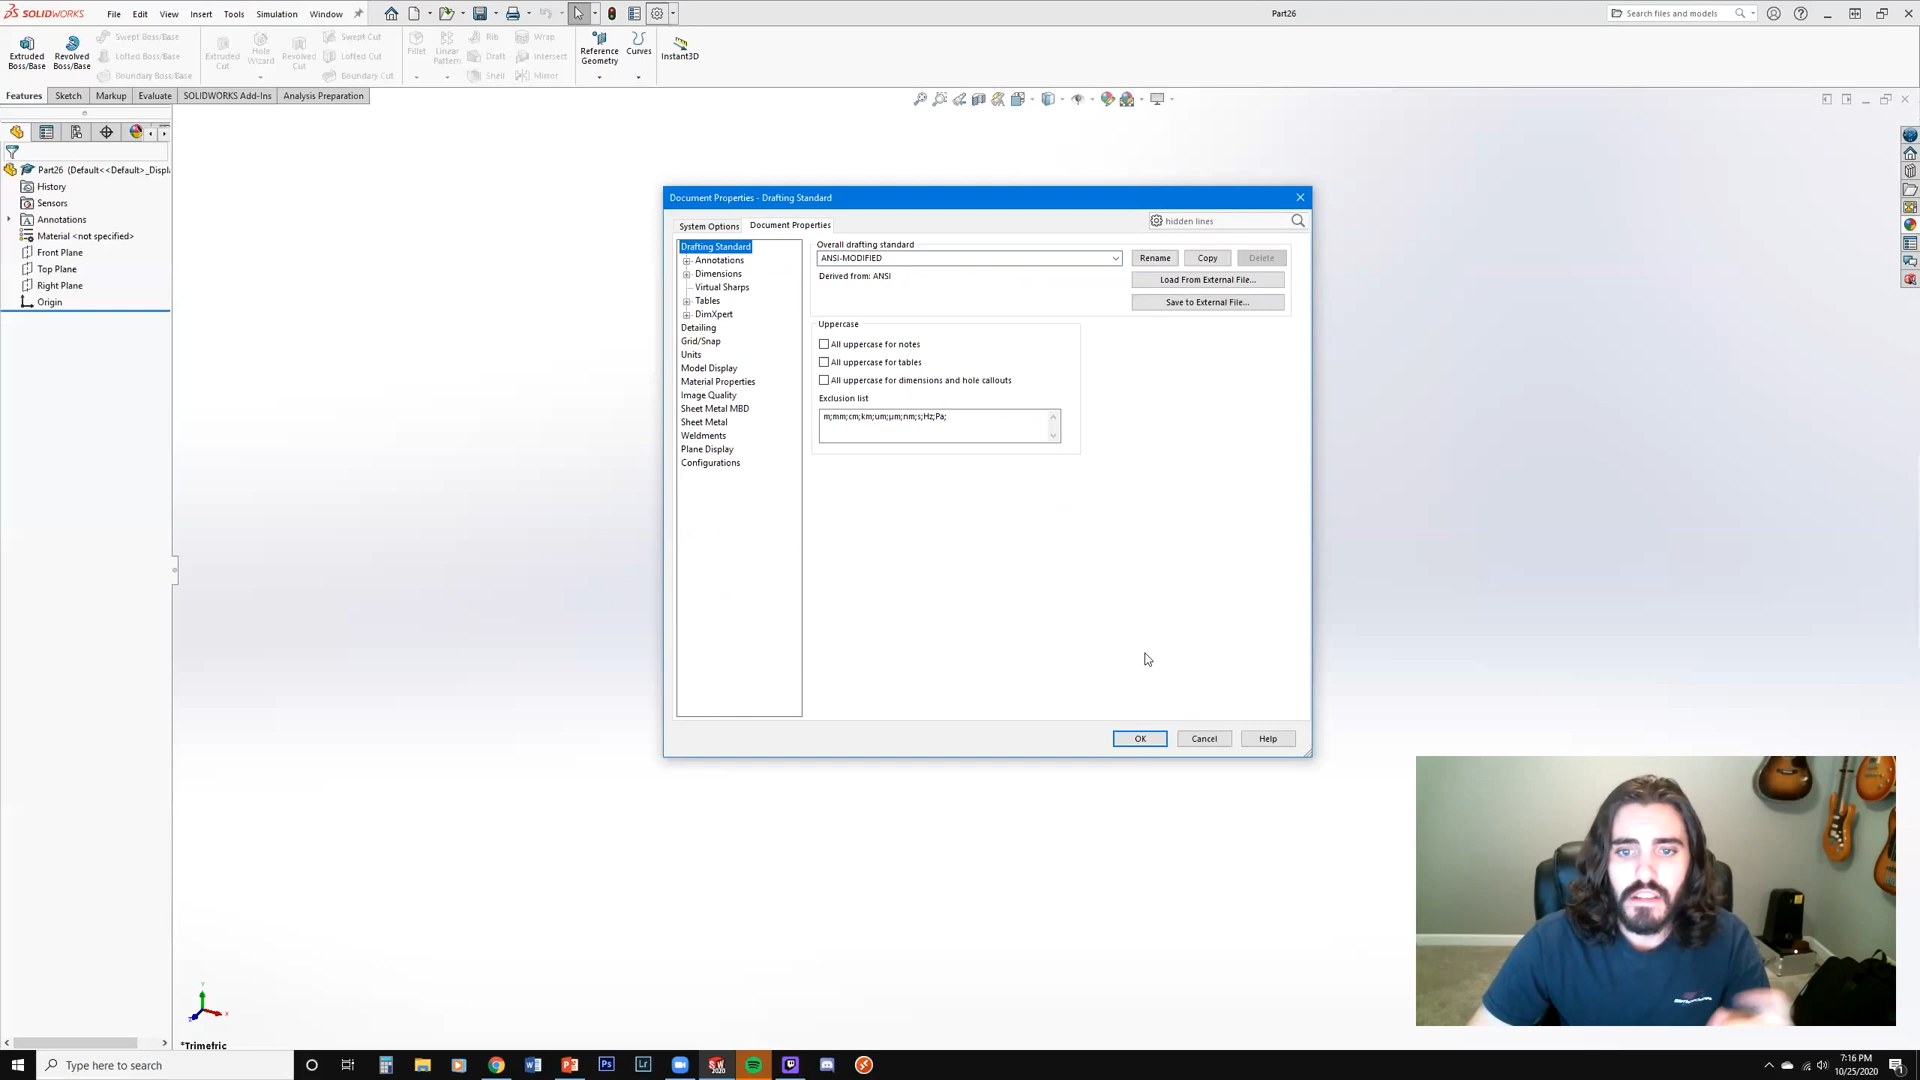 SOLIDWORKS File Edit View Insert Tools Simulation Window Part26 Search files and models
Extruded Boss/Base
Revolved Boss/Base
Swept Boss/Base
Lofted Boss/Base
Boundary Boss/Base
Extruded Cut
Hole Wizard
Revolved Cut
Swept Cut
Lofted Cut
Boundary Cut
Fillet
Linear Pattern
Rib
Draft
Shell
Wrap
Intersect
Mirror
Reference Geometry
Curves
Instant3D
Features Sketch Markup Evaluate SOLIDWORKS Add-Ins Analysis Preparation
Part26 (Default<<Default>_Displ
History
Sensors
Annotations
Material <not specified>
Front Plane
Top Plane
Right Plane
Origin
Document Properties - Drafting Standard
System Options Document Properties
hidden lines
Drafting Standard
Annotations
Dimensions
Virtual Sharps
Tables
DimXpert
Detailing
Grid/Snap
Units
Model Display
Material Properties
Image Quality
Sheet Metal MBD
Sheet Metal
Weldments
Plane Display
Configurations
Overall drafting standard
ANSI-MODIFIED
Rename Copy Delete
Derived from: ANSI
Load From External File...
Save to External File...
Uppercase
All uppercase for notes
All uppercase for tables
All uppercase for dimensions and hole callouts
Exclusion list
m;mm;cm;km;um;µm;nm;s;Hz;Pa;
OK Cancel Help
*Trimetric
Type here to search
7:16 PM
10/25/2020